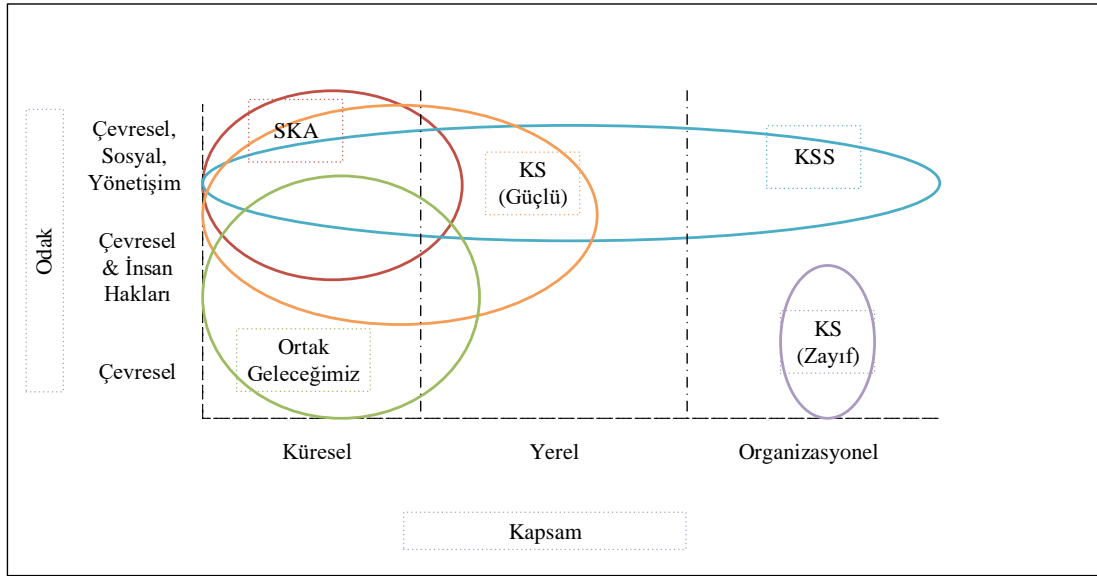 SKA
Çevresel,
Sosyal,
Yönetişim
KS
(Güçlü)
KSS
Odak
Çevresel
& İnsan
Hakları
Ortak
Geleceğimiz
KS
(Zayıf)
Çevresel
Küresel
Yerel
Organizasyonel
Kapsam